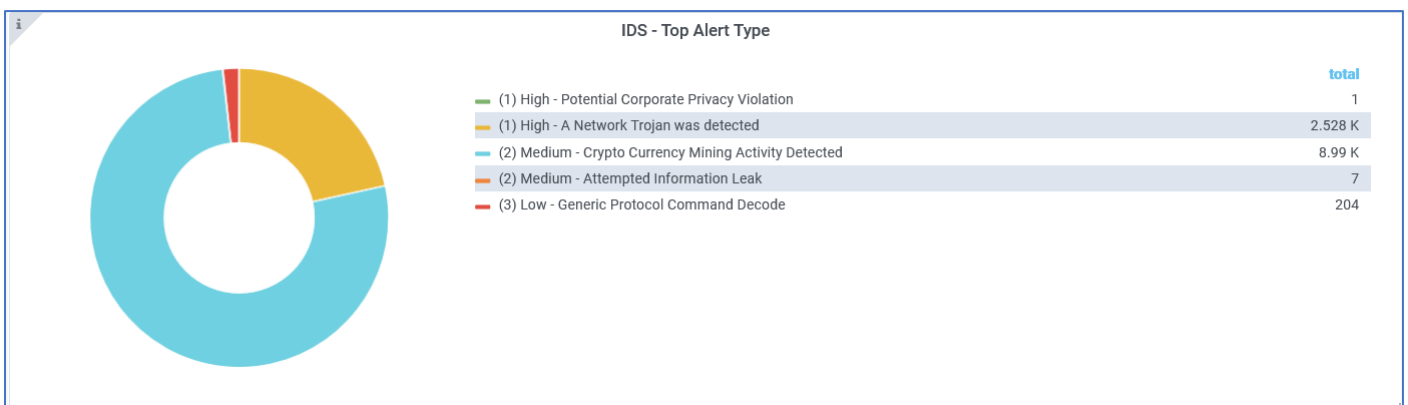 i
IDS - Top Alert Type
total
(1) High - Potential Corporate Privacy Violation 1
(1) High - A Network Trojan was detected 2.528 K
(2) Medium - Crypto Currency Mining Activity Detected 8.99 K
(2) Medium - Attempted Information Leak 7
(3) Low - Generic Protocol Command Decode 204